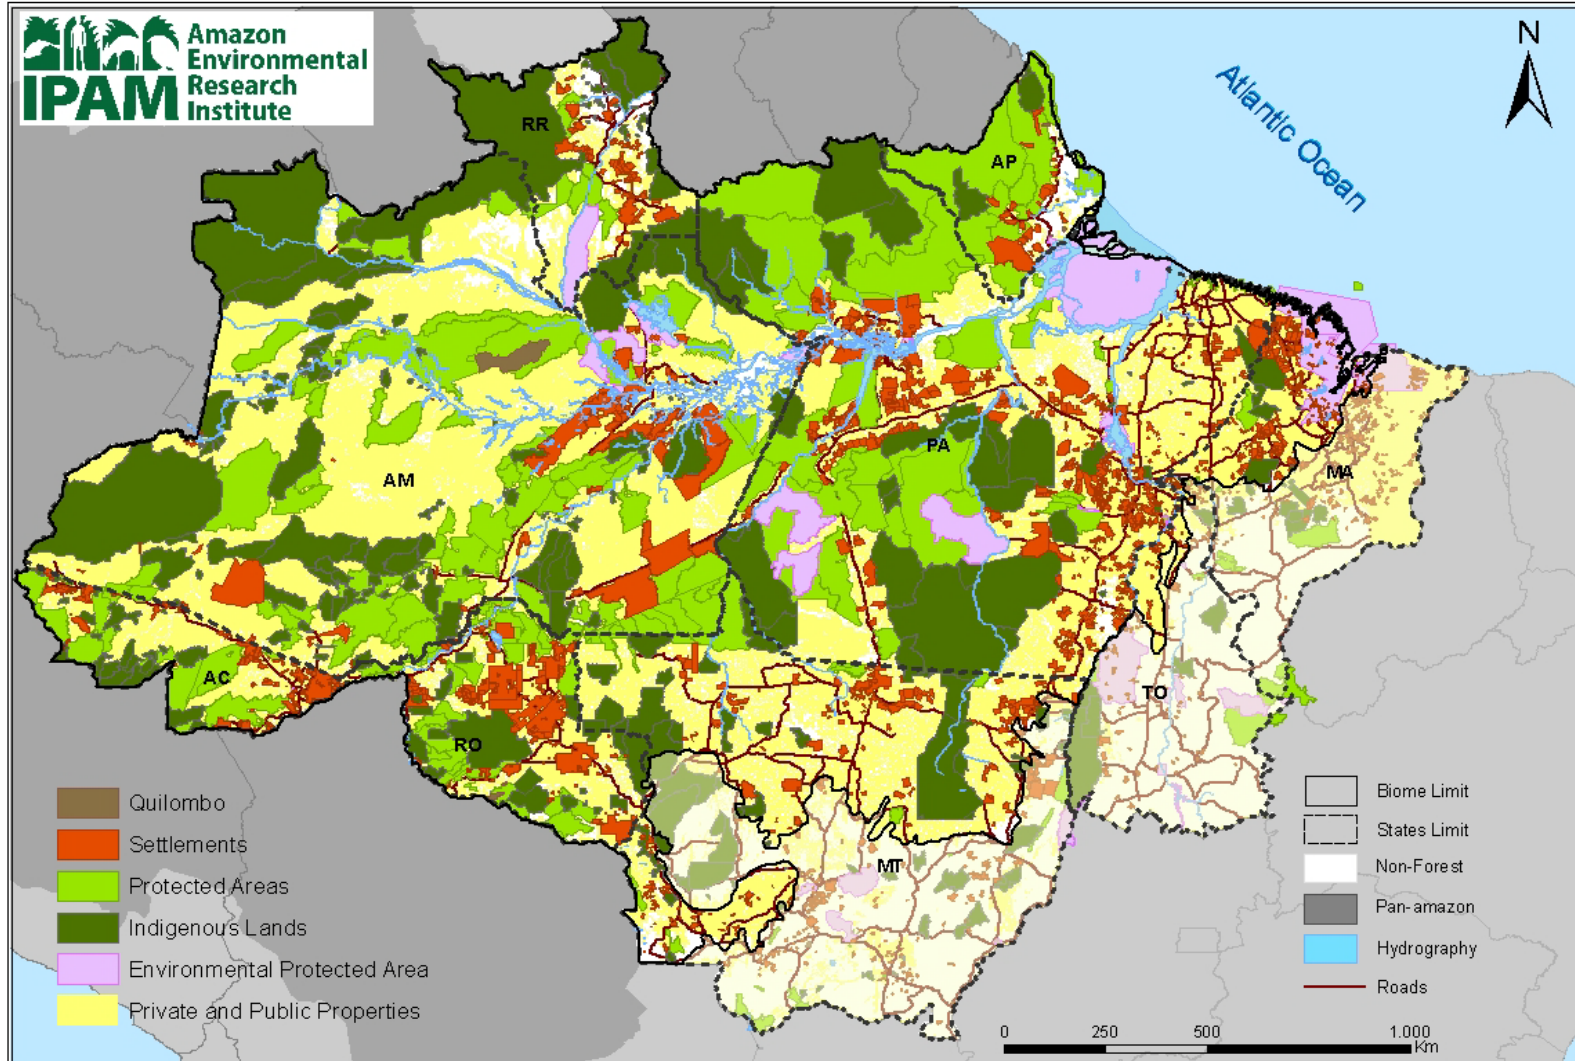 IPAM
Amazon
Environmental
Research
Institute
N
Atlantic Ocean
RR
AP
AM
PA
MA
AC
RO
TO
MT
Quilombo
Settlements
Protected Areas
Indigenous Lands
Environmental Protected Area
Private and Public Properties
Biome Limit
States Limit
Non-Forest
Pan-amazon
Hydrography
Roads
0 250 500 1.000
Km